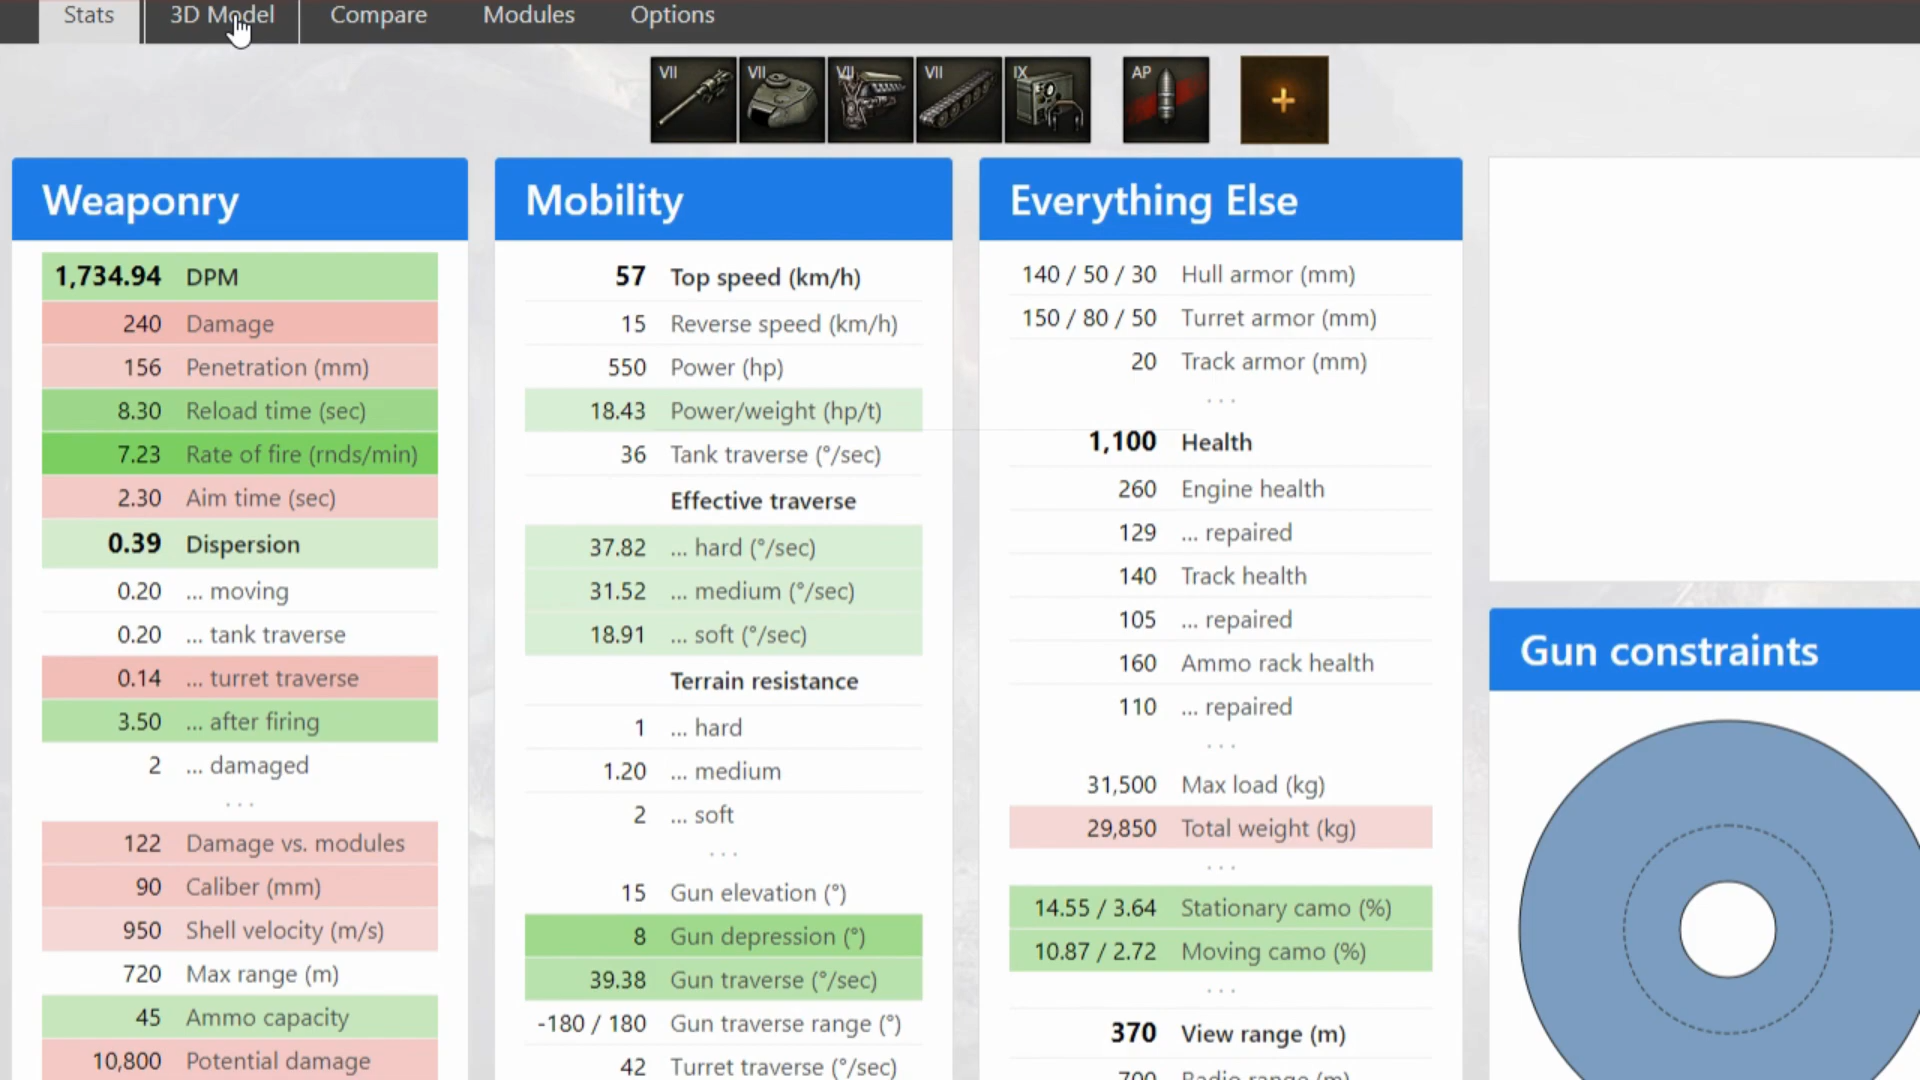 Stats 3D Model Compare Modules Options
VII VII VII VII IX AP
Weaponry
1,734.94 DPM
240 Damage
156 Penetration (mm)
8.30 Reload time (sec)
7.23 Rate of fire (rnds/min)
2.30 Aim time (sec)
0.39 Dispersion
0.20 ... moving
0.20 ... tank traverse
0.14 ... turret traverse
3.50 ... after firing
2 ... damaged
...
122 Damage vs. modules
90 Caliber (mm)
950 Shell velocity (m/s)
720 Max range (m)
45 Ammo capacity
10,800 Potential damage
Mobility
57 Top speed (km/h)
15 Reverse speed (km/h)
550 Power (hp)
18.43 Power/weight (hp/t)
36 Tank traverse (°/sec)
Effective traverse
37.82 ... hard (°/sec)
31.52 ... medium (°/sec)
18.91 ... soft (°/sec)
Terrain resistance
1 ... hard
1.20 ... medium
2 ... soft
...
15 Gun elevation (°)
8 Gun depression (°)
39.38 Gun traverse (°/sec)
-180 / 180 Gun traverse range (°)
42 Turret traverse (°/sec)
Everything Else
140 / 50 / 30 Hull armor (mm)
150 / 80 / 50 Turret armor (mm)
20 Track armor (mm)
...
1,100 Health
260 Engine health
129 ... repaired
140 Track health
105 ... repaired
160 Ammo rack health
110 ... repaired
...
31,500 Max load (kg)
29,850 Total weight (kg)
...
14.55 / 3.64 Stationary camo (%)
10.87 / 2.72 Moving camo (%)
...
370 View range (m)
700 Radio range (m)
Gun constraints